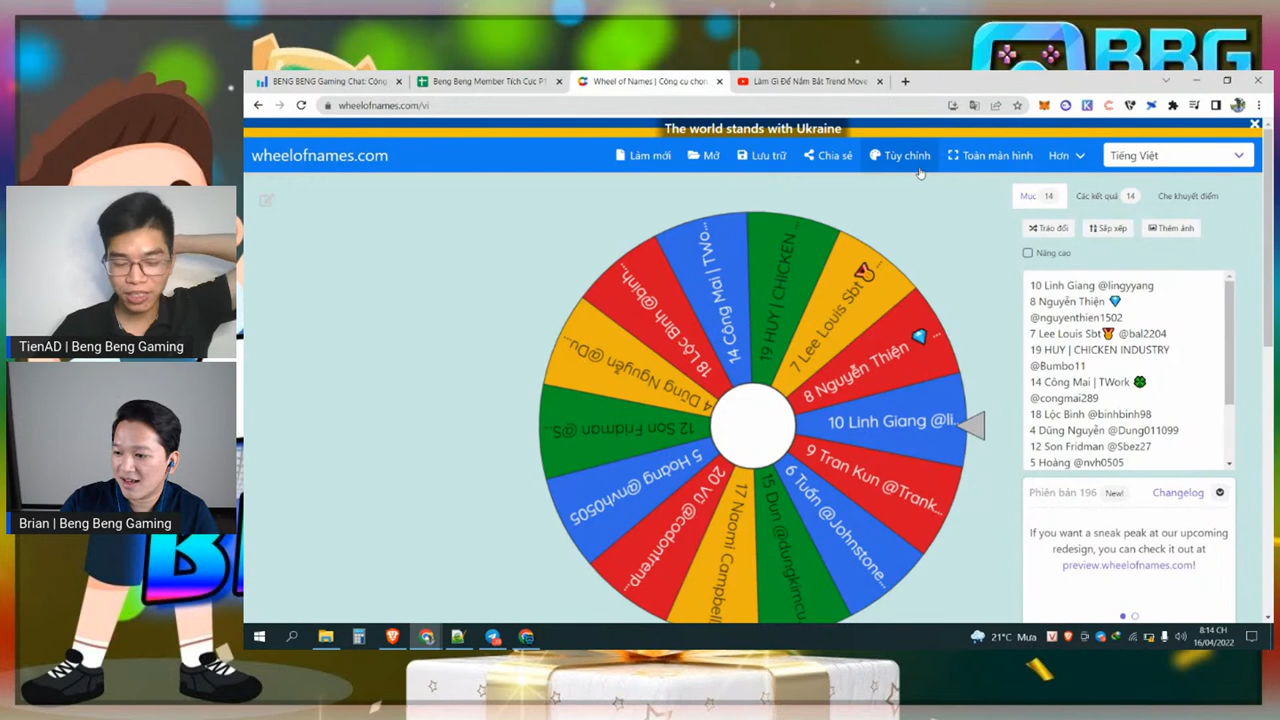 BBG
BENG BENG Gaming Chat: Công
Beng Beng Member Tích Cực P1
Wheel of Names | Công cụ chọn
Làm Gì Để Nắm Bắt Trend Move
wheelofnames.com/vi
The world stands with Ukraine
wheelofnames.com
Làm mới
Mở
Lưu trữ
Chia sẻ
Tùy chỉnh
Toàn màn hình
Hơn
Tiếng Việt
Mục 14
Các kết quả 14
Che khuyết điểm
Tráo đổi
Sắp xếp
Thêm ảnh
Nâng cao
10 Linh Giang @lingyyang
8 Nguyễn Thiện 💎
@nguyenthien1502
7 Lee Louis Sbt🏅 @bal2204
19 HUY | CHICKEN INDUSTRY
@Bumbo11
14 Công Mai | TWork 🍀
@congmai289
18 Lộc Bình @binbinh98
4 Dũng Nguyễn @Dung011099
12 Son Fridman @Sbez27
5 Hoàng @nvh0505
14 Công Mai | TWo...
19 HUY | CHICKEN ...
7 Lee Louis Sbt🏅...
8 Nguyễn Thiện 💎...
10 Linh Giang @li...
9 Tran Kun @Trank...
6 Tuấn @Johnstone...
15 Dun @dungkimcu...
17 Naomi Campbell
20 Vũ @codontrenp...
5 Hoàng @nvh0505
12 Son Fridman @S...
4 Dũng Nguyễn @Du...
18 Lộc Bình @binh...
Phiên bản 196 New! Changelog
If you want a sneak peak at our upcoming
redesign, you can check it out at
preview.wheelofnames.com!
TienAD | Beng Beng Gaming
Brian | Beng Beng Gaming
21°C Mưa
8:14 CH
16/04/2022